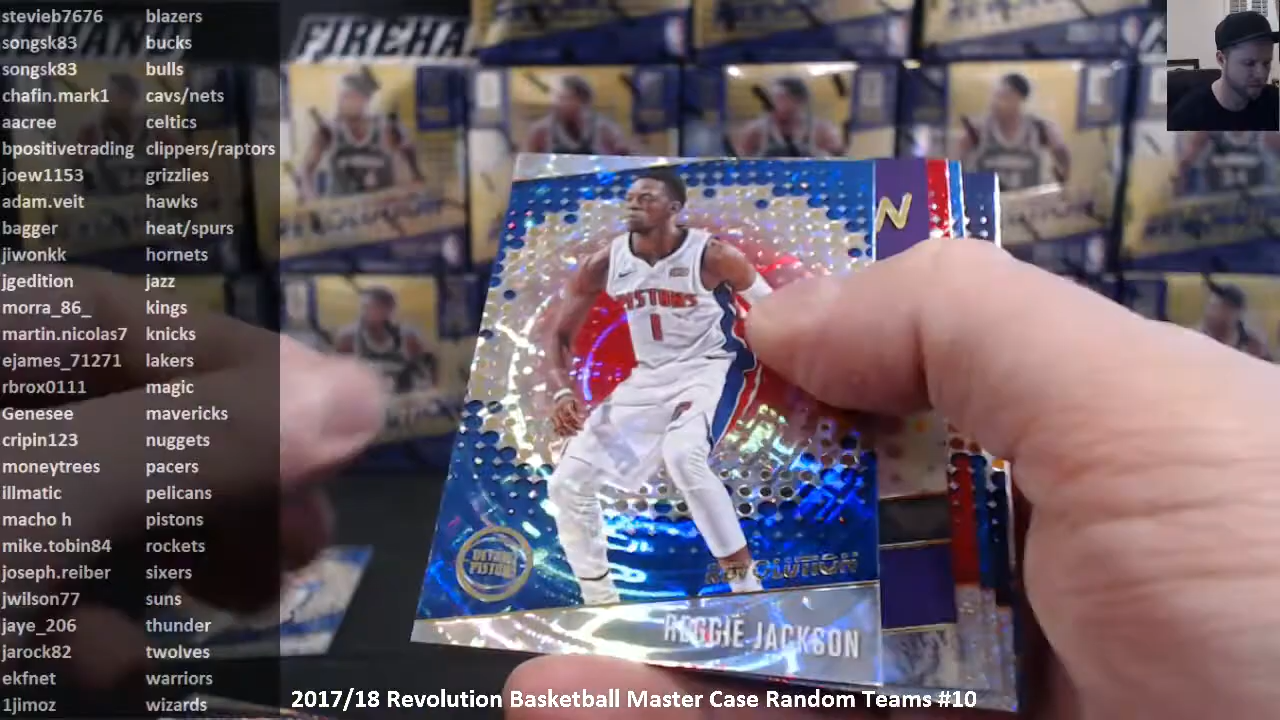 stevieb7676 blazers
songsk83 bucks
songsk83 bulls
chafin.mark1 cavs/nets
aacree celtics
bpositivetrading clippers/raptors
joew1153 grizzlies
adam.veit hawks
bagger heat/spurs
jiwonkk hornets
jgedition jazz
morra_86_ kings
martin.nicolas7 knicks
ejames_71271 lakers
rbrox0111 magic
Genesee mavericks
cripin123 nuggets
moneytrees pacers
illmatic pelicans
macho h pistons
mike.tobin84 rockets
joseph.reiber sixers
jwilson77 suns
jaye_206 thunder
jarock82 twolves
ekfnet warriors
1jimoz wizards
PISTONS
1
DETROIT
PISTONS
REVOLUTION
REGGIE JACKSON
N
2017/18 Revolution Basketball Master Case Random Teams #10